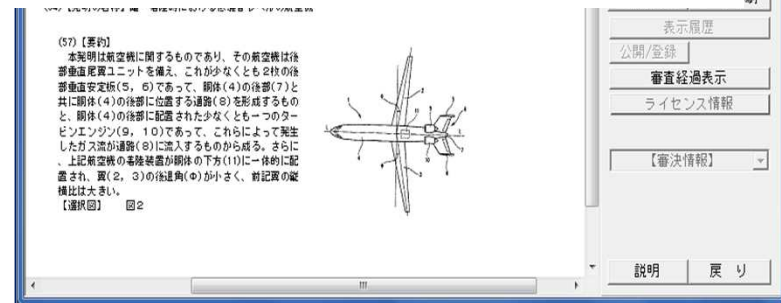 (57)【要約】
本発明は航空機に関するものであり、その航空機は後
部垂直尾翼ユニットを備え、これが少なくとも2枚の後
部垂直安定板(5, 6)であって、胴体(4)の後部(7)と
共に胴体(4)の後部に位置する通路(8)を形成するもの
と、胴体(4)の後部に配置された少なくとも一つのター
ビンエンジン(9, 10)であって、これらによって発生
したガス流が通路(8)に流入するものから成る。さらに
、上記航空機の着陸装置が胴体の下方(11)に一体的に配
置され、翼(2, 3)の後退角(Φ)が小さく、前記翼の縦
横比は大きい。
【選択図】 図2
表示履歴
公開/登録
審査経過表示
ライセンス情報
【審決情報】
説明
戻 り